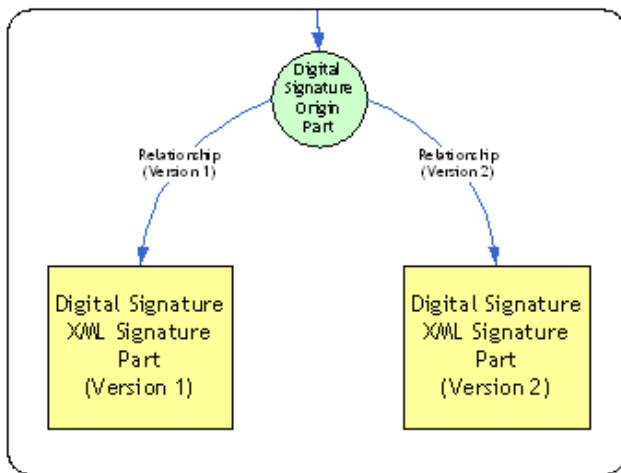 Digital
Signature
Origin
Part
Relationship
(Version 1)
Relationship
(Version 2)
Digital Signature
XML Signature
Part
(Version 1)
Digital Signature
XML Signature
Part
(Version 2)